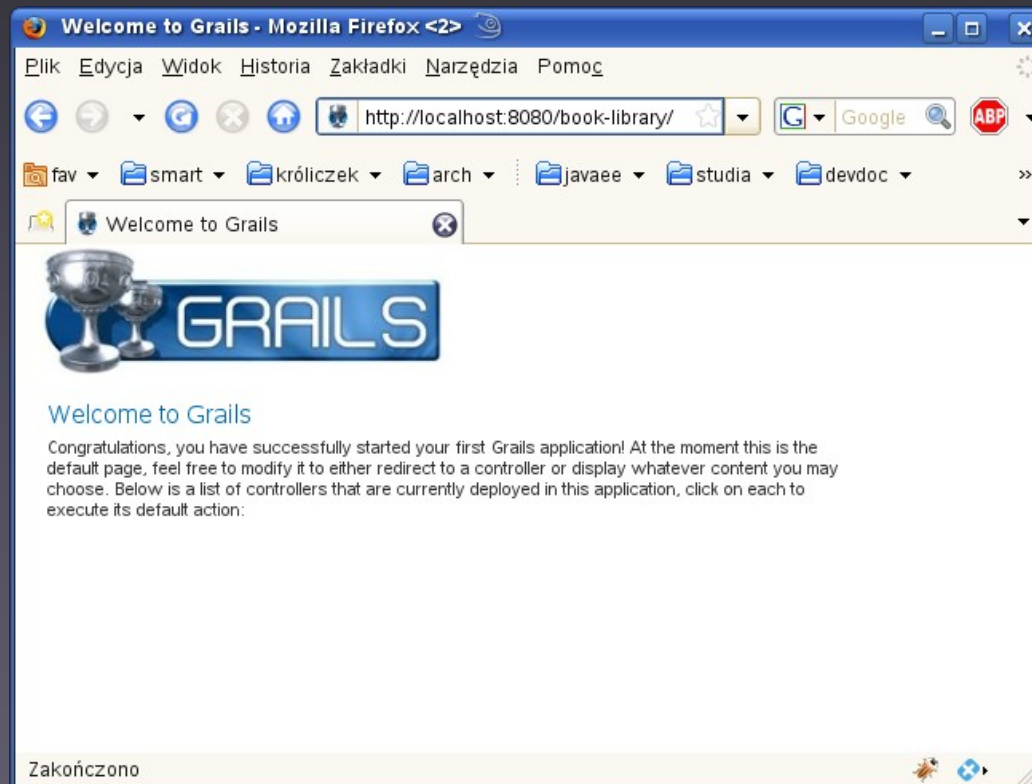 Welcome to Grails - Mozilla Firefox <2>
Plik Edycja Widok Historia Zakładki Narzędzia Pomoc
http://localhost:8080/book-library/ G Google ABP
fav smart króliczek arch javaee studia devdoc »
Welcome to Grails
GRAILS
Welcome to Grails
Congratulations, you have successfully started your first Grails application! At the moment this is the
default page, feel free to modify it to either redirect to a controller or display whatever content you may
choose. Below is a list of controllers that are currently deployed in this application, click on each to
execute its default action:
Zakończono